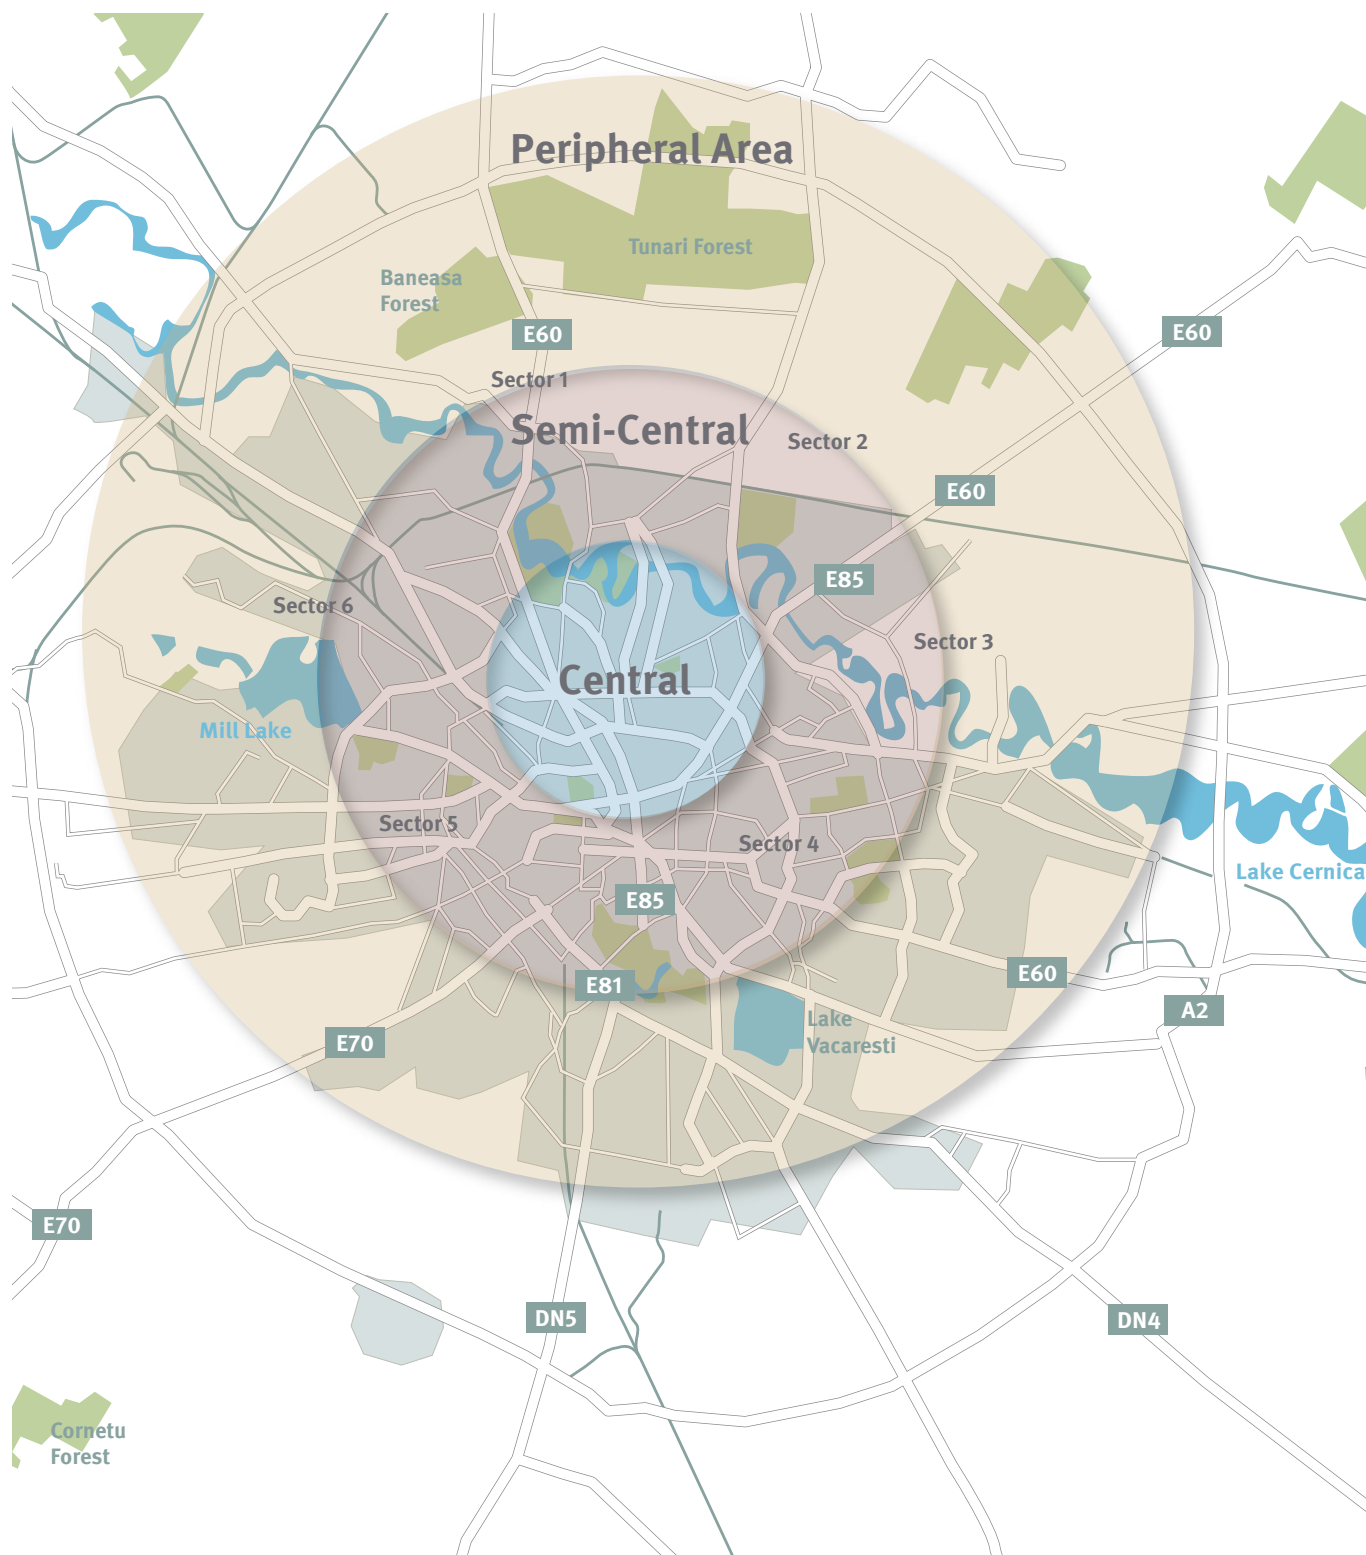 Peripheral Area
Tunari Forest
Baneasa
Forest
E60
E60
Sector 1
Semi-Central
Sector 2
E60
E85
Sector 6
Sector 3
Central
Mill Lake
Sector 5
Sector 4
Lake Cernica
E85
E60
E81
A2
Lake
Vacaresti
E70
E70
DN5
DN4
Cornetu
Forest